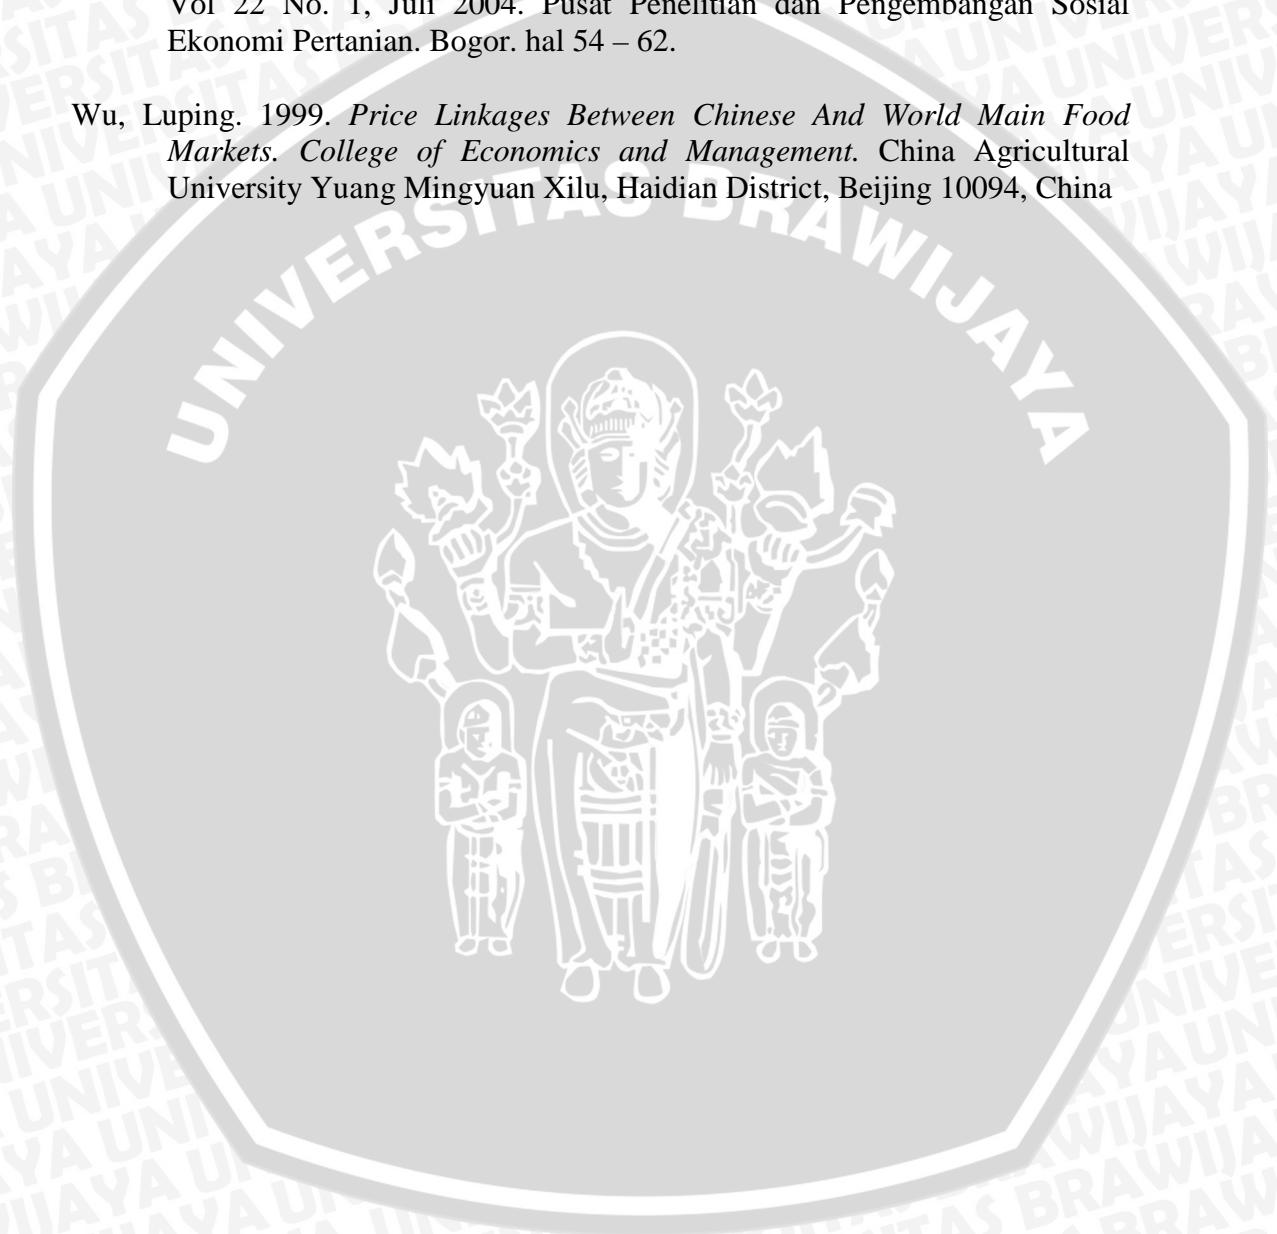 Vol 22 No. 1, Juli 2004. Pusat Penelitian dan Pengembangan Sosial
Ekonomi Pertanian. Bogor. hal 54 – 62.
Wu, Luping. 1999. Price Linkages Between Chinese And World Main Food
Markets. College of Economics and Management. China Agricultural
University Yuang Mingyuan Xilu, Haidian District, Beijing 10094, China
UNIVERSITAS BRAWIJAYA